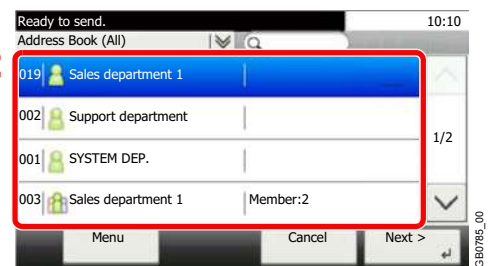 Ready to send. 10:10
Address Book (All)
019 Sales department 1
002 Support department
1/2
001 SYSTEM DEP.
003 Sales department 1 Member:2
Menu Cancel Next >
GB0785_00